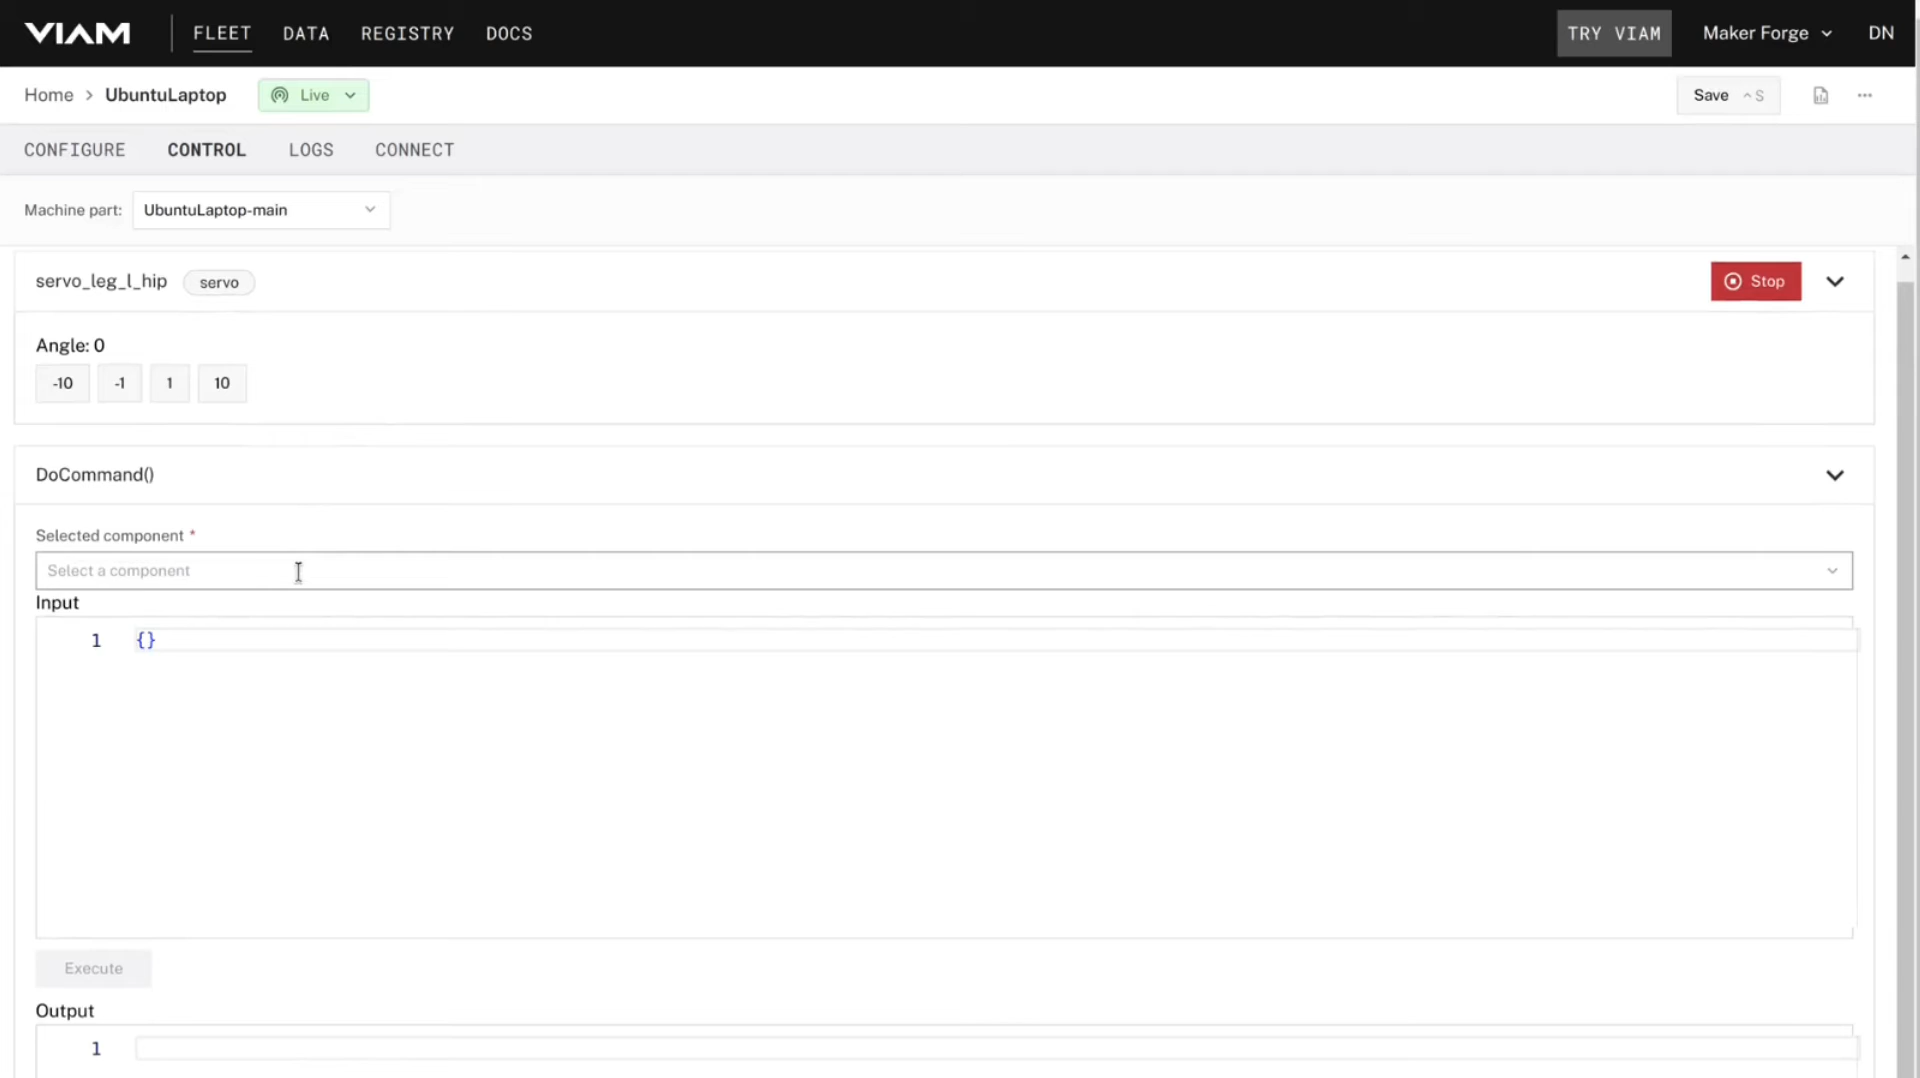 VIAM FLEET DATA REGISTRY DOCS TRY VIAM Maker Forge DN
Home > UbuntuLaptop Live Save ^ S ...
CONFIGURE CONTROL LOGS CONNECT
Machine part: UbuntuLaptop-main
servo_leg_l_hip servo Stop
Angle: 0
-10 -1 1 10
DoCommand()
Selected component *
Select a component
Input
1 {}
Execute
Output
1